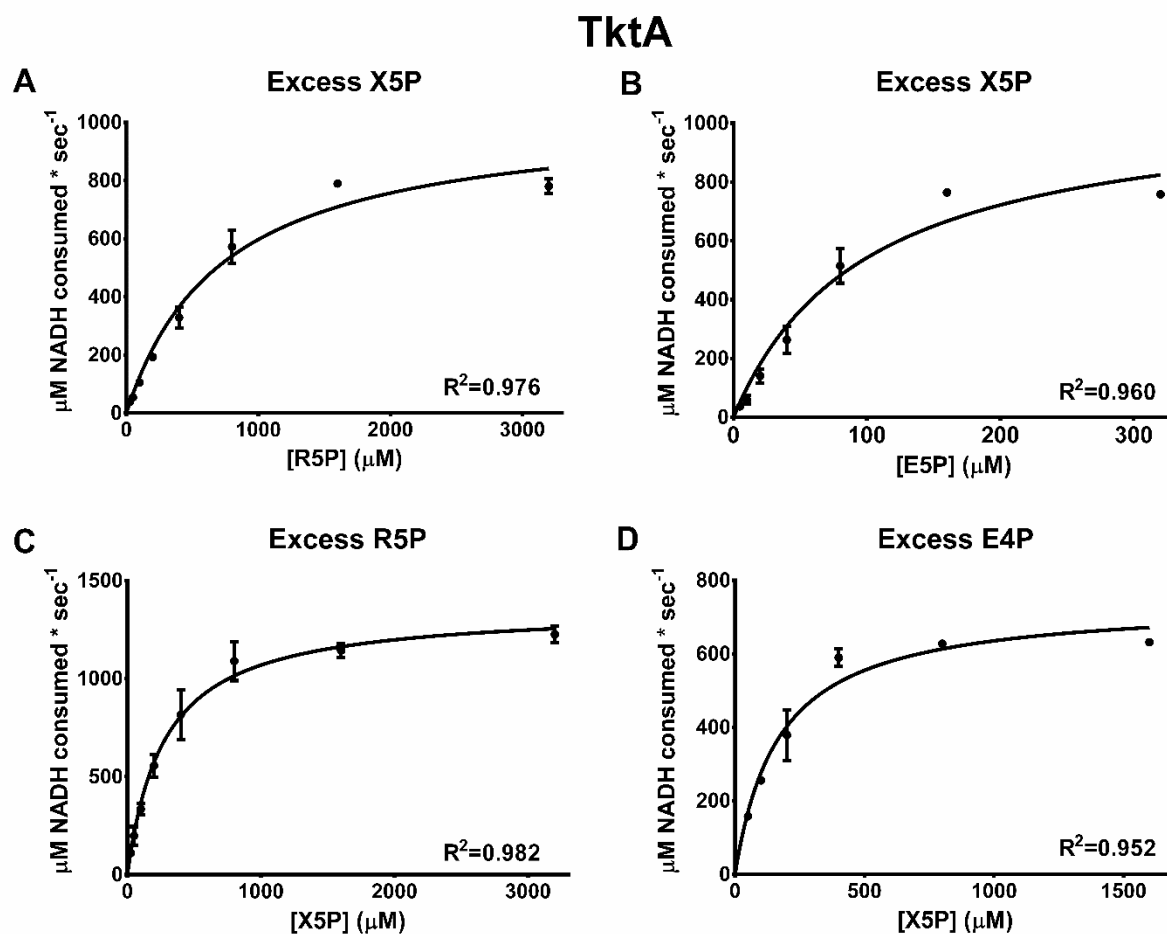 TktA
A
Excess X5P
μM NADH consumed * sec-1
1000
800
600
400
200
0
0
1000
2000
3000
[R5P] (μM)
R2=0.976
B
Excess X5P
μM NADH consumed * sec-1
1000
800
600
400
200
0
0
100
200
300
[E5P] (μM)
R2=0.960
C
Excess R5P
μM NADH consumed * sec-1
1500
1000
500
0
0
1000
2000
3000
[X5P] (μM)
R2=0.982
D
Excess E4P
μM NADH consumed * sec-1
800
600
400
200
0
0
500
1000
1500
[X5P] (μM)
R2=0.952